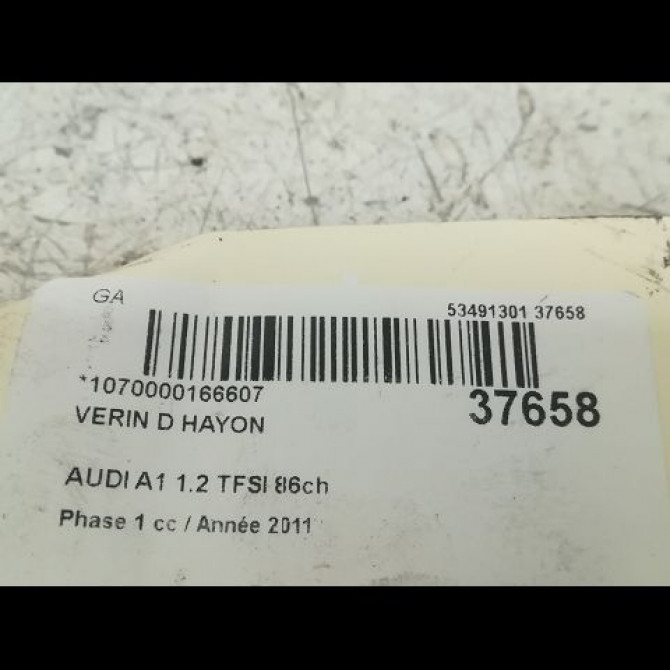 GA
53491301 37658
*1070000166607
37658
VERIN D HAYON
AUDI A1 1.2 TFSI 86ch
Phase 1 cc / Année 2011